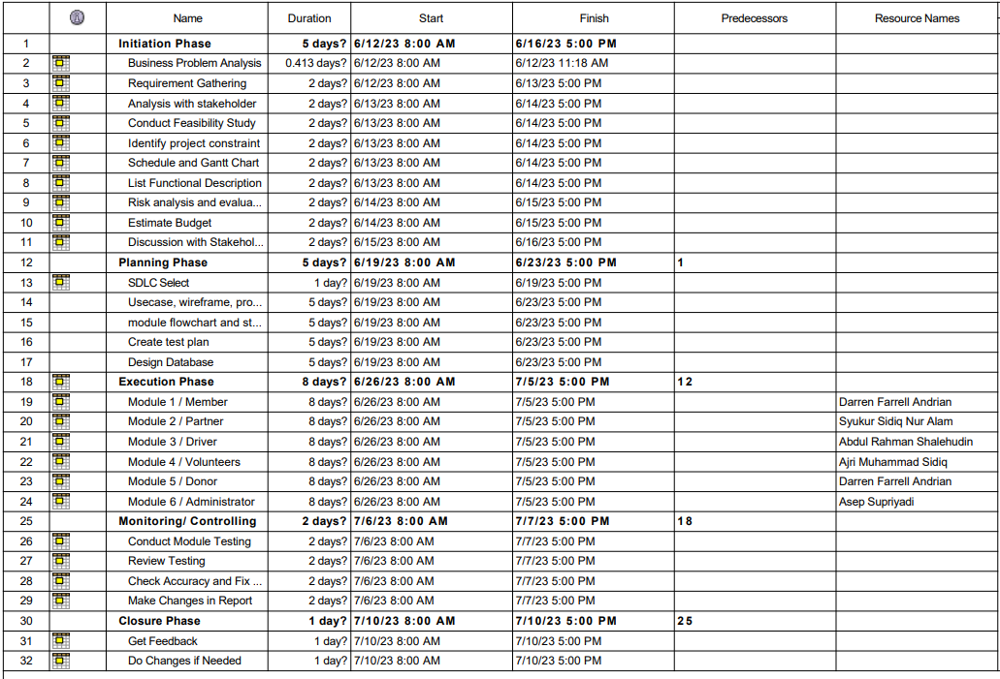 Name Duration Start Finish Predecessors Resource Names
1 Initiation Phase 5 days? 6/12/23 8:00 AM 6/16/23 5:00 PM
2 Business Problem Analysis 0.413 days? 6/12/23 8:00 AM 6/12/23 11:18 AM
3 Requirement Gathering 2 days? 6/12/23 8:00 AM 6/13/23 5:00 PM
4 Analysis with stakeholder 2 days? 6/13/23 8:00 AM 6/14/23 5:00 PM
5 Conduct Feasibility Study 2 days? 6/13/23 8:00 AM 6/14/23 5:00 PM
6 Identify project constraint 2 days? 6/13/23 8:00 AM 6/14/23 5:00 PM
7 Schedule and Gantt Chart 2 days? 6/13/23 8:00 AM 6/14/23 5:00 PM
8 List Functional Description 2 days? 6/13/23 8:00 AM 6/14/23 5:00 PM
9 Risk analysis and evalua... 2 days? 6/14/23 8:00 AM 6/15/23 5:00 PM
10 Estimate Budget 2 days? 6/14/23 8:00 AM 6/15/23 5:00 PM
11 Discussion with Stakehol... 2 days? 6/15/23 8:00 AM 6/16/23 5:00 PM
12 Planning Phase 5 days? 6/19/23 8:00 AM 6/23/23 5:00 PM 1
13 SDLC Select 1 day? 6/19/23 8:00 AM 6/19/23 5:00 PM
14 Usecase, wireframe, pro... 5 days? 6/19/23 8:00 AM 6/23/23 5:00 PM
15 module flowchart and st... 5 days? 6/19/23 8:00 AM 6/23/23 5:00 PM
16 Create test plan 5 days? 6/19/23 8:00 AM 6/23/23 5:00 PM
17 Design Database 5 days? 6/19/23 8:00 AM 6/23/23 5:00 PM
18 Execution Phase 8 days? 6/26/23 8:00 AM 7/5/23 5:00 PM 12
19 Module 1 / Member 8 days? 6/26/23 8:00 AM 7/5/23 5:00 PM Darren Farrell Andrian
20 Module 2 / Partner 8 days? 6/26/23 8:00 AM 7/5/23 5:00 PM Syukur Sidiq Nur Alam
21 Module 3 / Driver 8 days? 6/26/23 8:00 AM 7/5/23 5:00 PM Abdul Rahman Shalehudin
22 Module 4 / Volunteers 8 days? 6/26/23 8:00 AM 7/5/23 5:00 PM Ajri Muhammad Sidiq
23 Module 5 / Donor 8 days? 6/26/23 8:00 AM 7/5/23 5:00 PM Darren Farrell Andrian
24 Module 6 / Administrator 8 days? 6/26/23 8:00 AM 7/5/23 5:00 PM Asep Supriyadi
25 Monitoring/ Controlling 2 days? 7/6/23 8:00 AM 7/7/23 5:00 PM 18
26 Conduct Module Testing 2 days? 7/6/23 8:00 AM 7/7/23 5:00 PM
27 Review Testing 2 days? 7/6/23 8:00 AM 7/7/23 5:00 PM
28 Check Accuracy and Fix ... 2 days? 7/6/23 8:00 AM 7/7/23 5:00 PM
29 Make Changes in Report 2 days? 7/6/23 8:00 AM 7/7/23 5:00 PM
30 Closure Phase 1 day? 7/10/23 8:00 AM 7/10/23 5:00 PM 25
31 Get Feedback 1 day? 7/10/23 8:00 AM 7/10/23 5:00 PM
32 Do Changes if Needed 1 day? 7/10/23 8:00 AM 7/10/23 5:00 PM